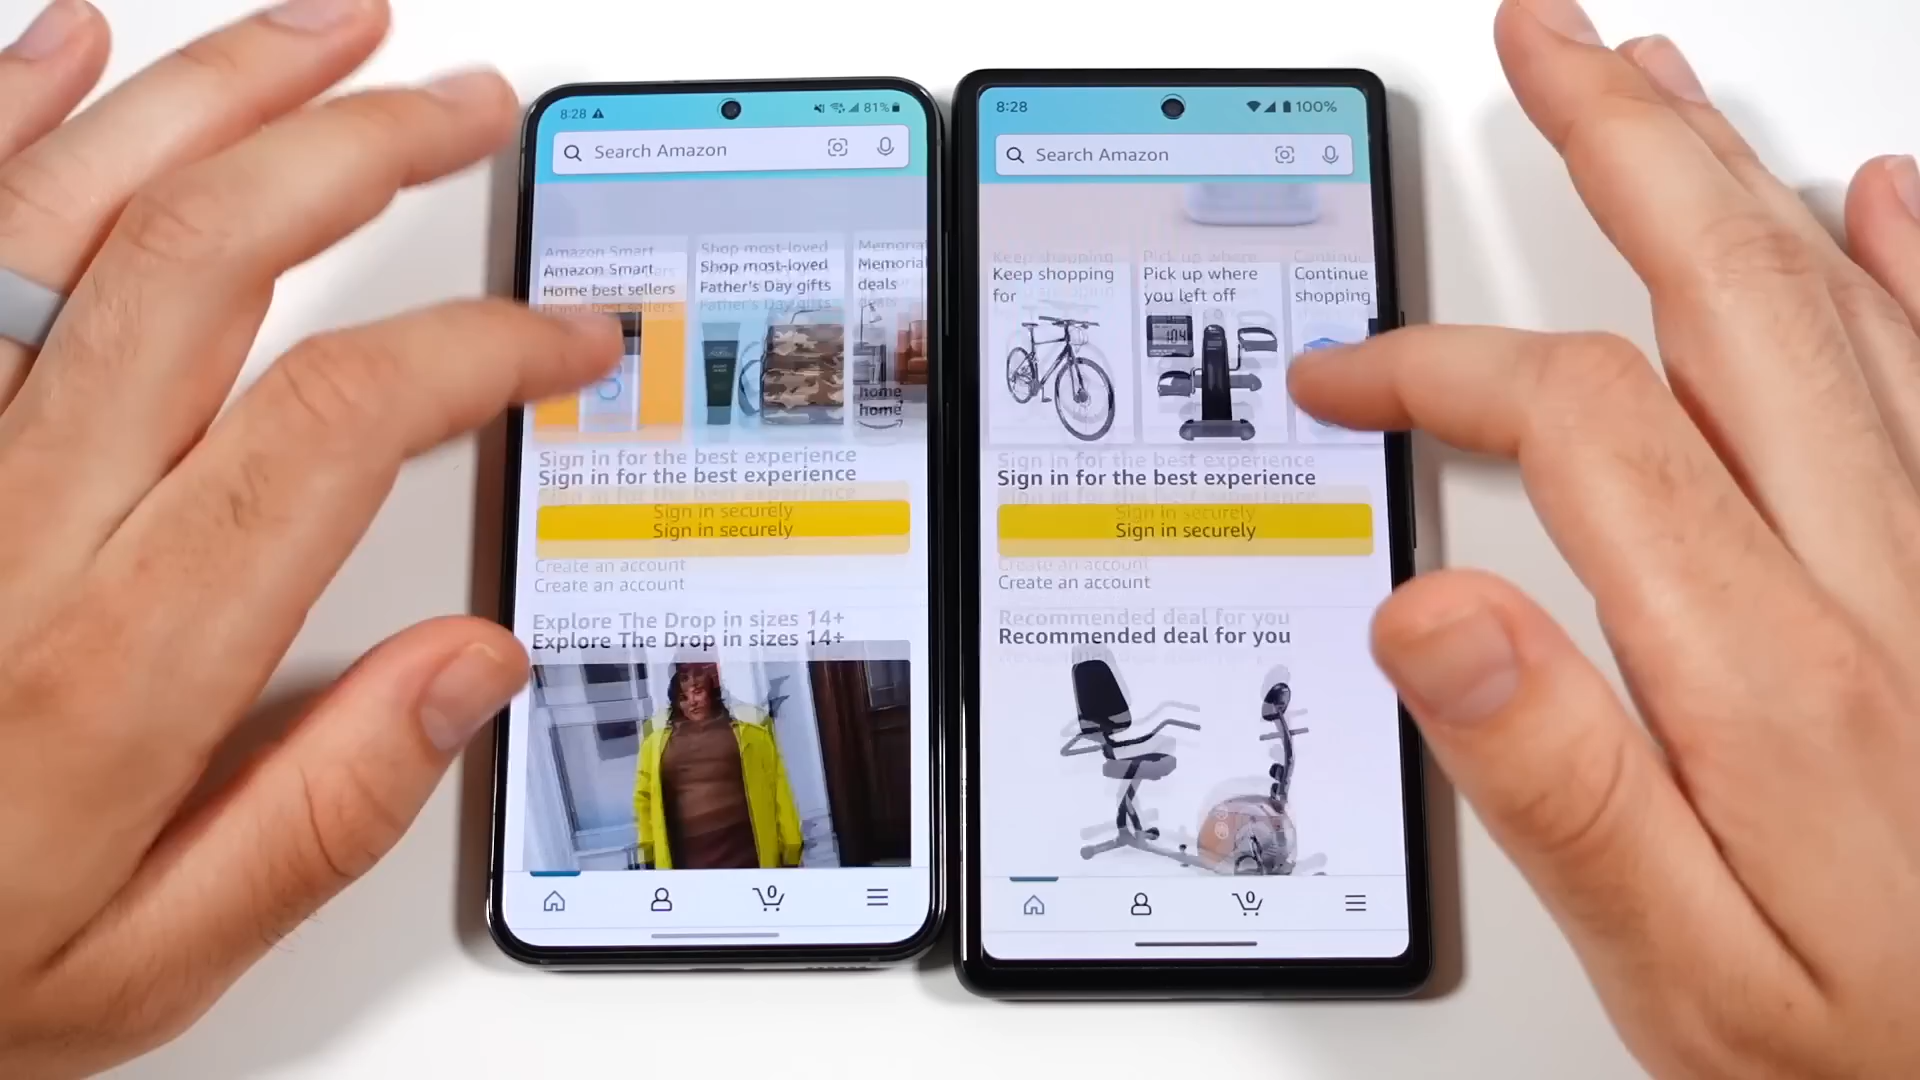 8:28
81%
Search Amazon
Amazon Smart
Home best sellers
Shop most-loved
Father's Day gifts
Memorial
deals
home
Sign in for the best experience
Sign in securely
Create an account
Explore The Drop in sizes 14+
0
8:28
100%
Search Amazon
Keep shopping
for
Pick up where
you left off
Continue
shopping
104
Sign in for the best experience
Sign in securely
Create an account
Recommended deal for you
0